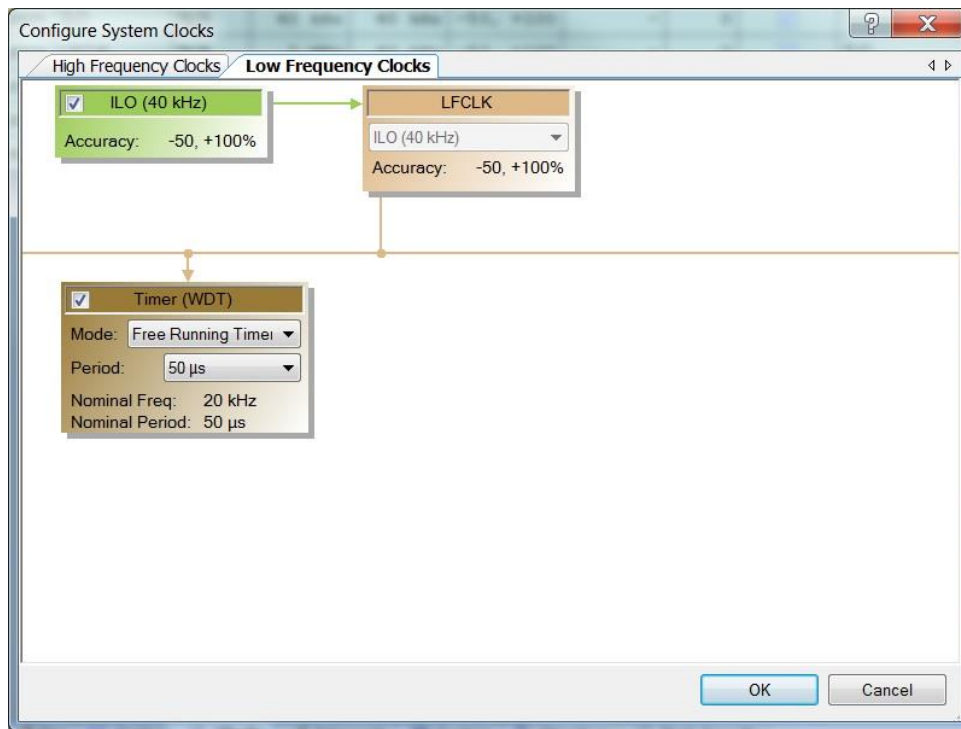 Configure System Clocks
High Frequency Clocks Low Frequency Clocks
ILO (40 kHz)
Accuracy: -50, +100%
LFCLK
ILO (40 kHz)
Accuracy: -50, +100%
Timer (WDT)
Mode: Free Running Timer
Period: 50 µs
Nominal Freq: 20 kHz
Nominal Period: 50 µs
OK Cancel